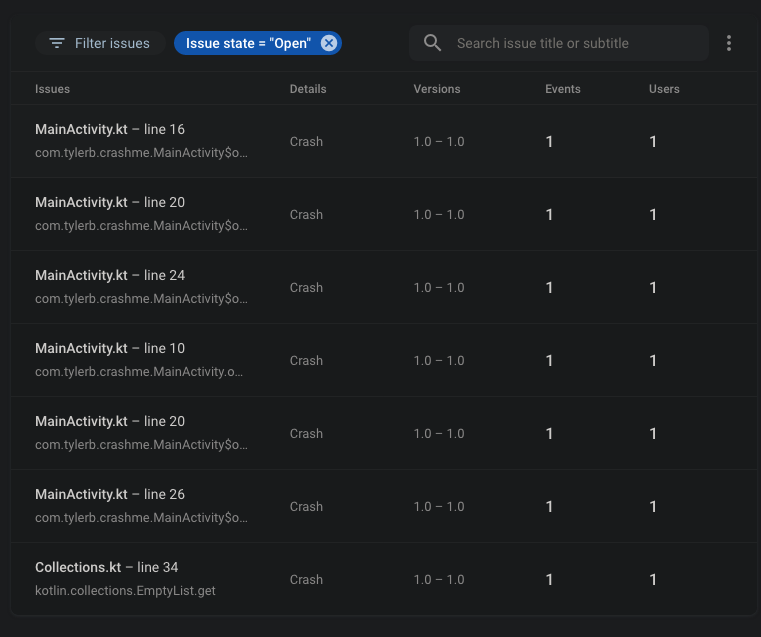 Filter issues Issue state = "Open" Search issue title or subtitle
Issues Details Versions Events Users
MainActivity.kt – line 16
com.tylerb.crashme.MainActivity$o... Crash 1.0 – 1.0 1 1
MainActivity.kt – line 20
com.tylerb.crashme.MainActivity$o... Crash 1.0 – 1.0 1 1
MainActivity.kt – line 24
com.tylerb.crashme.MainActivity$o... Crash 1.0 – 1.0 1 1
MainActivity.kt – line 10
com.tylerb.crashme.MainActivity.o... Crash 1.0 – 1.0 1 1
MainActivity.kt – line 20
com.tylerb.crashme.MainActivity$o... Crash 1.0 – 1.0 1 1
MainActivity.kt – line 26
com.tylerb.crashme.MainActivity$o... Crash 1.0 – 1.0 1 1
Collections.kt – line 34
kotlin.collections.EmptyList.get Crash 1.0 – 1.0 1 1